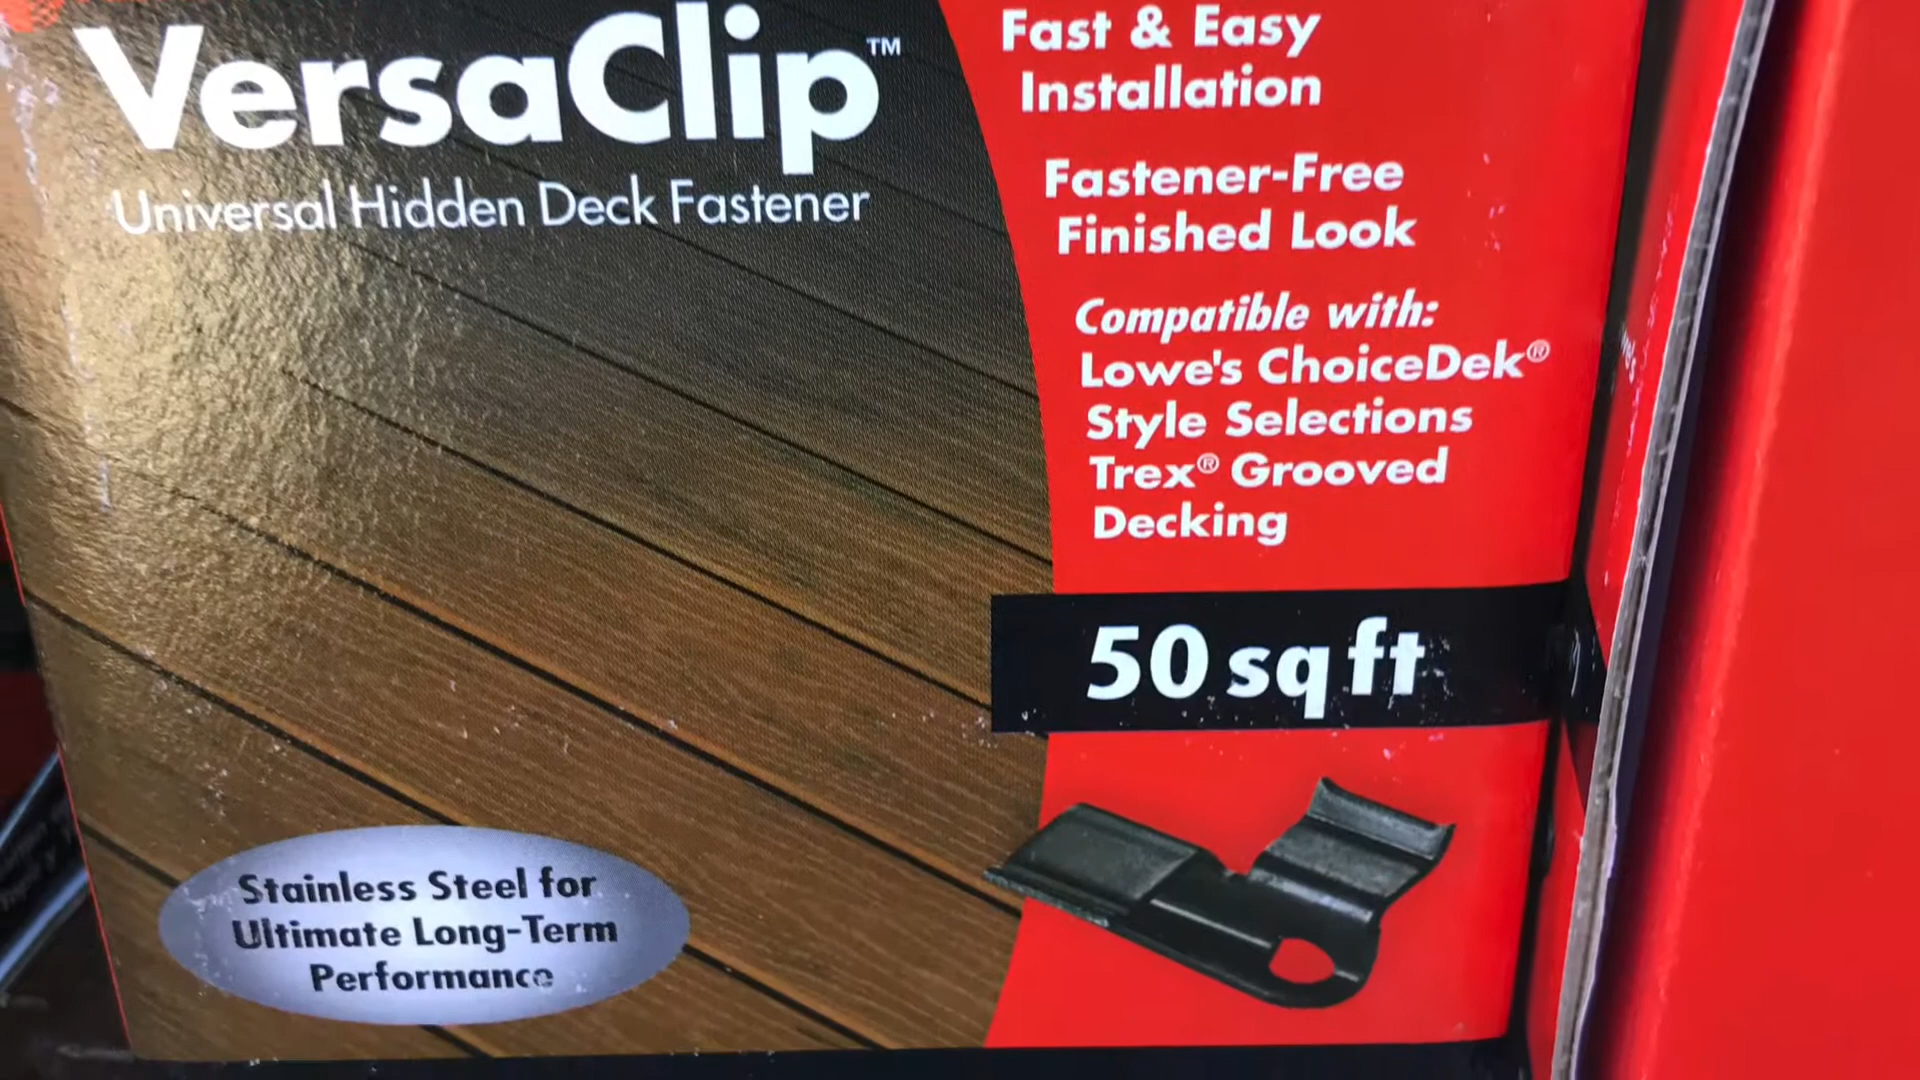 VersaClip™
Universal Hidden Deck Fastener
Fast & Easy
Installation
Fastener-Free
Finished Look
Compatible with:
Lowe's ChoiceDek®
Style Selections
Trex® Grooved
Decking
50 sq ft
Stainless Steel for
Ultimate Long-Term
Performance